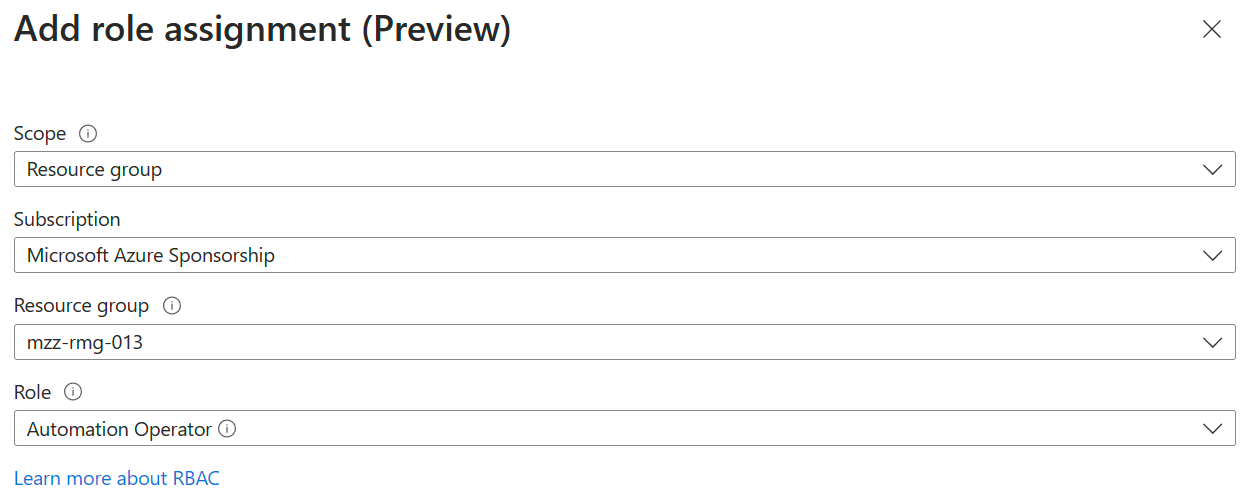 Add role assignment (Preview)
Scope
Resource group
Subscription
Microsoft Azure Sponsorship
Resource group
mzz-rmg-013
Role
Automation Operator
Learn more about RBAC